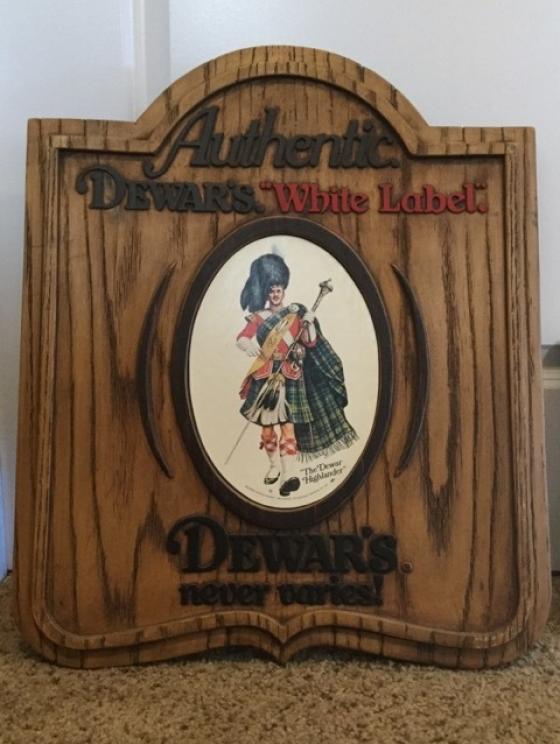 Authentic.
DEWAR'S. "White Label."
"The Dewar
Highlander"
DEWAR'S.
never varies!